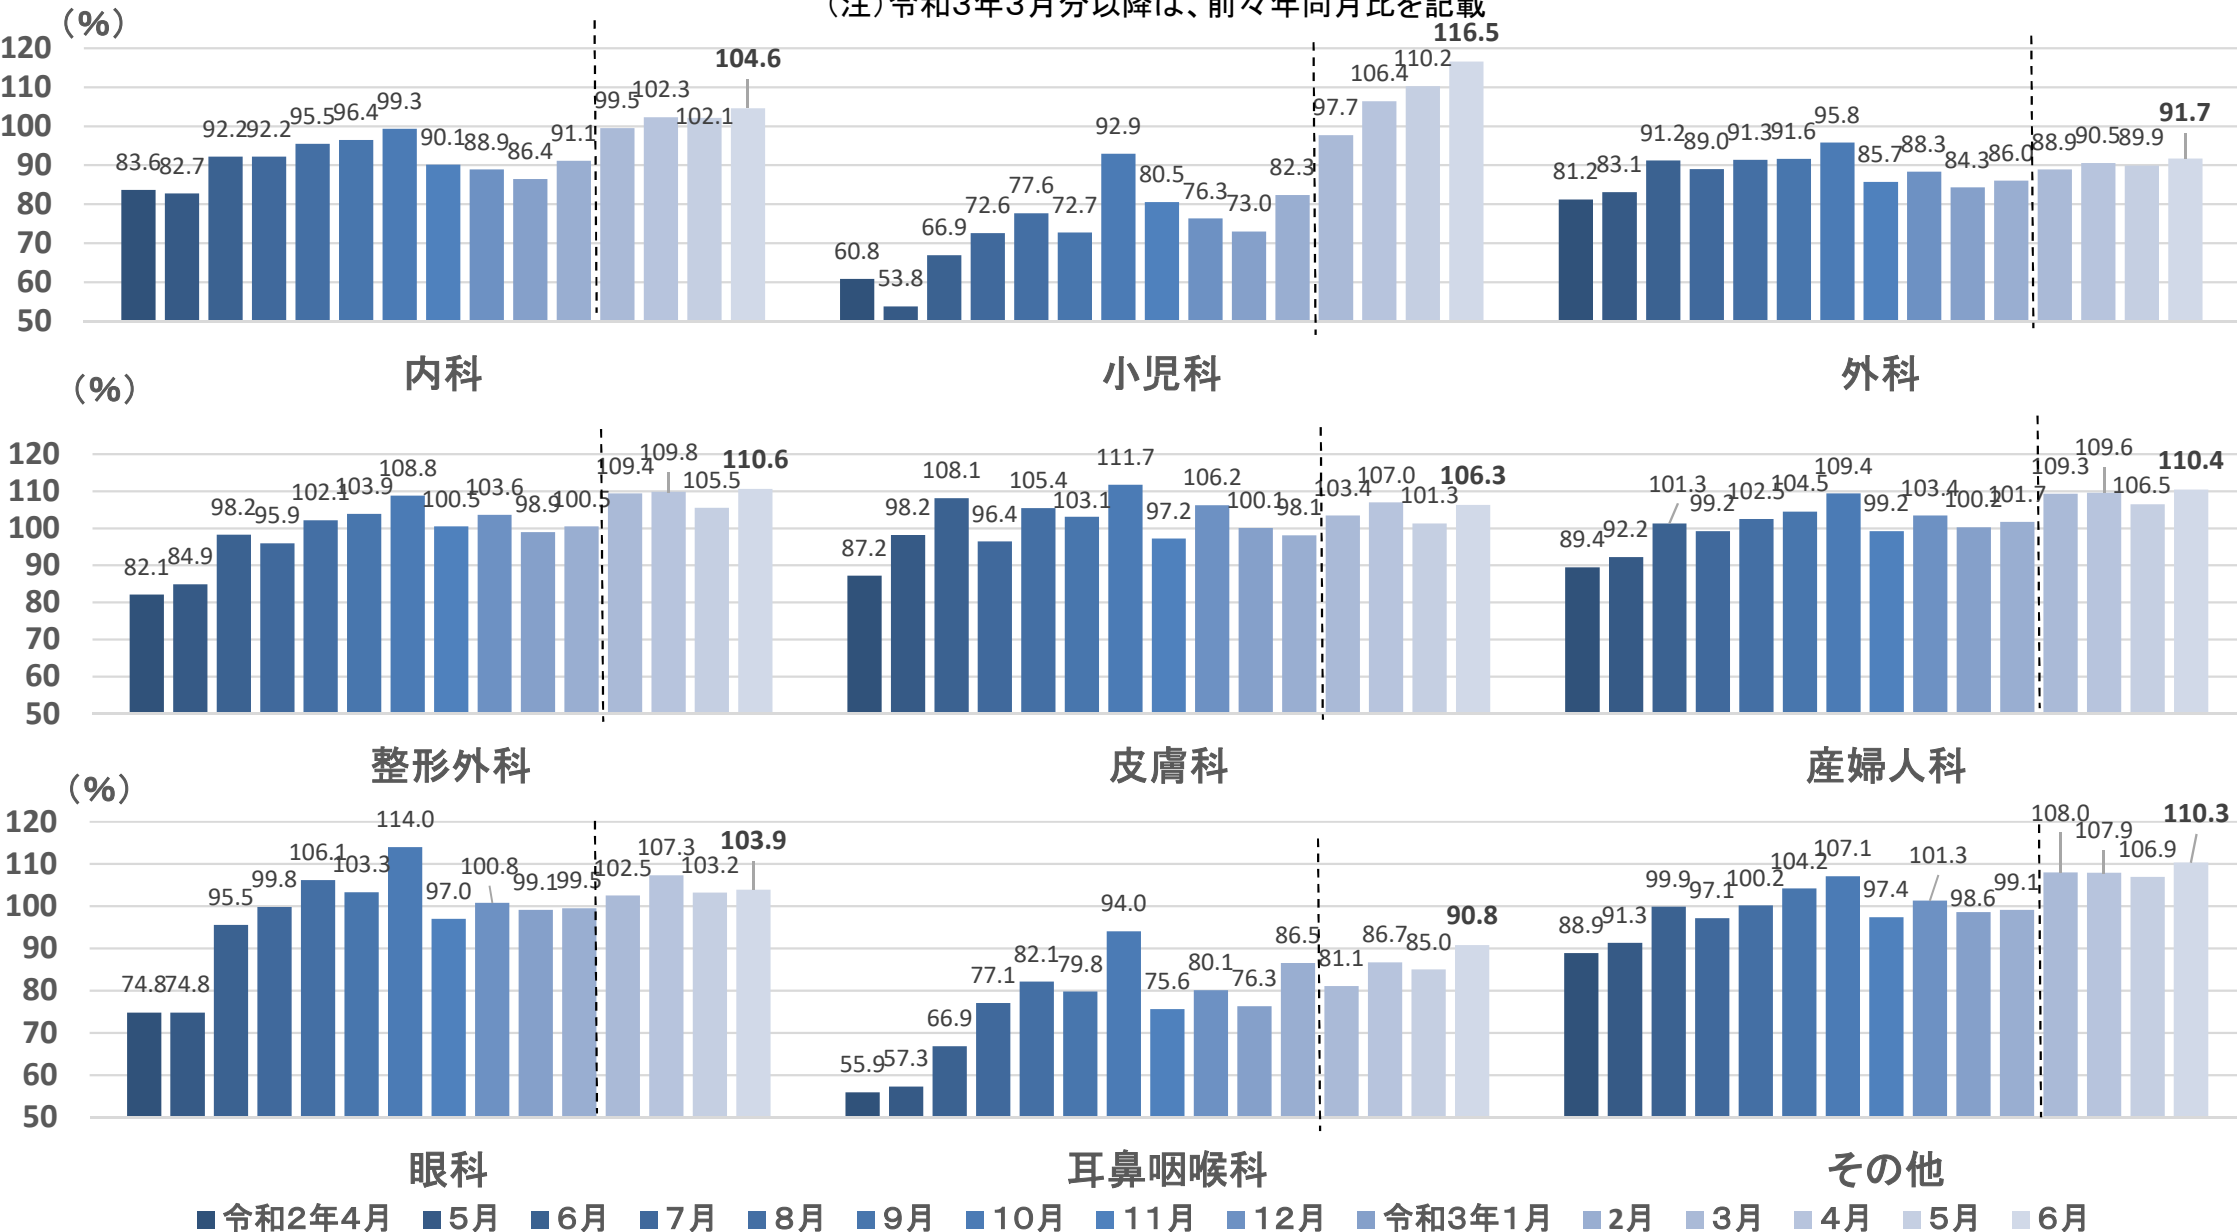 （注）令和３年３月分以降は、前々年同月比を記載
（%）
120
110
100
90
80
70
60
50
83.6 82.7 92.2 92.2 95.5 96.4 99.3 90.1 88.9 86.4 91.1 99.5 102.3 102.1 104.6
60.8 53.8 66.9 72.6 77.6 72.7 92.9 80.5 76.3 73.0 82.3 97.7 106.4 110.2 116.5
81.2 83.1 91.2 89.0 91.3 91.6 95.8 85.7 88.3 84.3 86.0 88.9 90.5 89.9 91.7
内科 小児科 外科
（%）
120
110
100
90
80
70
60
50
82.1 84.9 98.2 95.9 102.1 103.9 108.8 100.5 103.6 98.9 100.5 109.4 109.8 105.5 110.6
87.2 98.2 108.1 96.4 105.4 103.1 111.7 97.2 106.2 100.1 98.1 103.4 107.0 101.3 106.3
89.4 92.2 101.3 99.2 102.5 104.5 109.4 99.2 103.4 100.2 101.7 109.3 109.6 106.5 110.4
整形外科 皮膚科 産婦人科
（%）
120
110
100
90
80
70
60
50
74.8 74.8 95.5 99.8 106.1 103.3 114.0 97.0 100.8 99.1 99.5 102.5 107.3 103.2 103.9
55.9 57.3 66.9 77.1 82.1 79.8 94.0 75.6 80.1 76.3 86.5 81.1 86.7 85.0 90.8
88.9 91.3 99.9 97.1 100.2 104.2 107.1 97.4 101.3 98.6 99.1 108.0 107.9 106.9 110.3
眼科 耳鼻咽喉科 その他
令和２年４月 ５月 ６月 ７月 ８月 ９月 １０月 １１月 １２月 令和３年１月 ２月 ３月 ４月 ５月 ６月